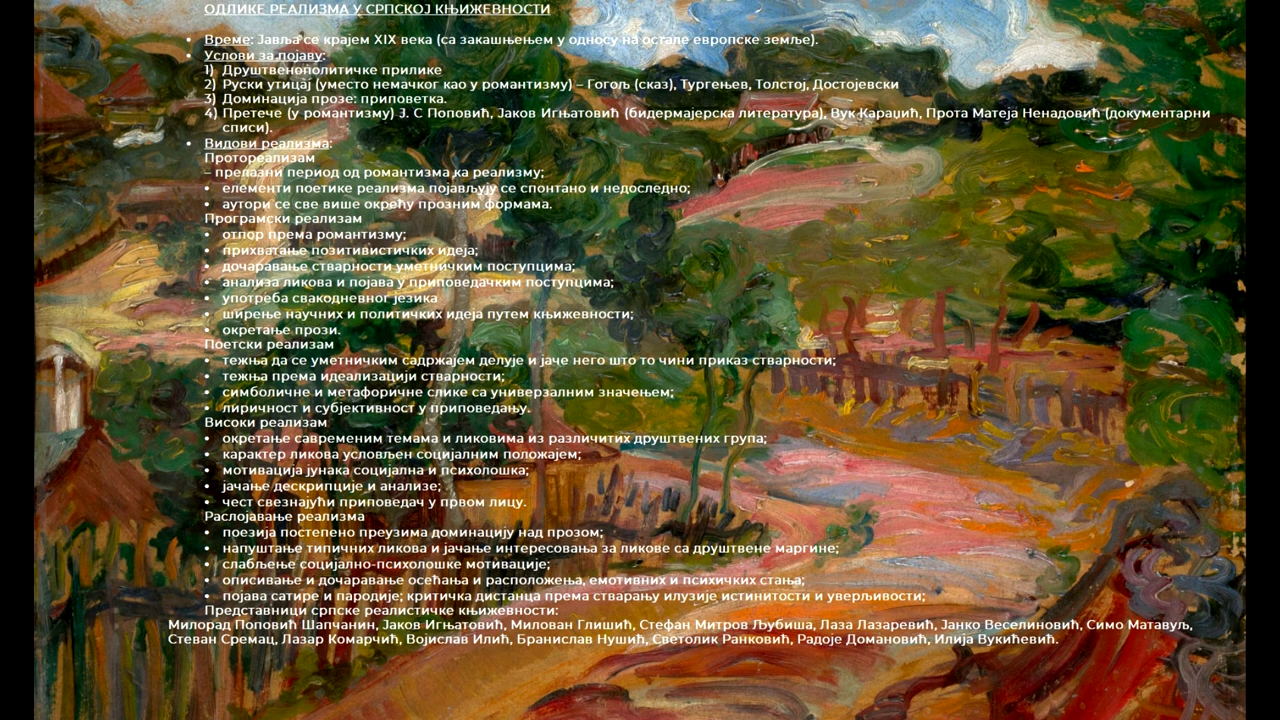 ОДЛИКЕ РЕАЛИЗМА У СРПСКОЈ КЊИЖЕВНОСТИ
• Време: Јавља се крајем XIX века (са закашњењем у односу на остале европске земље).
• Услови за појаву:
1) Друштвенополитичке прилике
2) Руски утицај (уместо немачког као у романтизму) – Гогољ (сказ), Тургењев, Толстој, Достојевски
3) Доминација прозе: приповетка.
4) Претече (у романтизму) Ј. С Поповић, Јаков Игњатовић (бидермајерска литература), Вук Караџић, Прота Матеја Ненадовић (документарни
списи).
• Видови реализма:
Протореализам
– прелазни период од романтизма ка реализму;
• елементи поетике реализма појављују се спонтано и недоследно;
• аутори се све више окрећу прозним формама.
Програмски реализам
• отпор према романтизму;
• прихватање позитивистичких идеја;
• дочаравање стварности уметничким поступцима;
• анализа ликова и појава у приповедачким поступцима;
• употреба свакодневног језика
• ширење научних и политичких идеја путем књижевности;
• окретање прози.
Поетски реализам
• тежња да се уметничким садржајем делује и јаче него што то чини приказ стварности;
• тежња према идеализацији стварности;
• симболичне и метафоричне слике са универзалним значењем;
• лиричност и субјективност у приповедању.
Високи реализам
• окретање савременим темама и ликовима из различитих друштвених група;
• карактер ликова условљен социјалним положајем;
• мотивација јунака социјална и психолошка;
• јачање дескрипције и анализе;
• чест свезнајући приповедач у првом лицу.
Раслојавање реализма
• поезија постепено преузима доминацију над прозом;
• напуштање типичних ликова и јачање интересовања за ликове са друштвене маргине;
• слабљење социјално-психолошке мотивације;
• описивање и дочаравање осећања и расположења, емотивних и психичких стања;
• појава сатире и пародије; критичка дистанца према стварању илузије истинитости и уверљивости;
Представници српске реалистичке књижевности:
Милорад Поповић Шапчанин, Јаков Игњатовић, Милован Глишић, Стефан Митров Љубиша, Лаза Лазаревић, Јанко Веселиновић, Симо Матавуљ,
Стеван Сремац, Лазар Комарчић, Војислав Илић, Бранислав Нушић, Светолик Ранковић, Радоје Домановић, Илија Вукићевић.